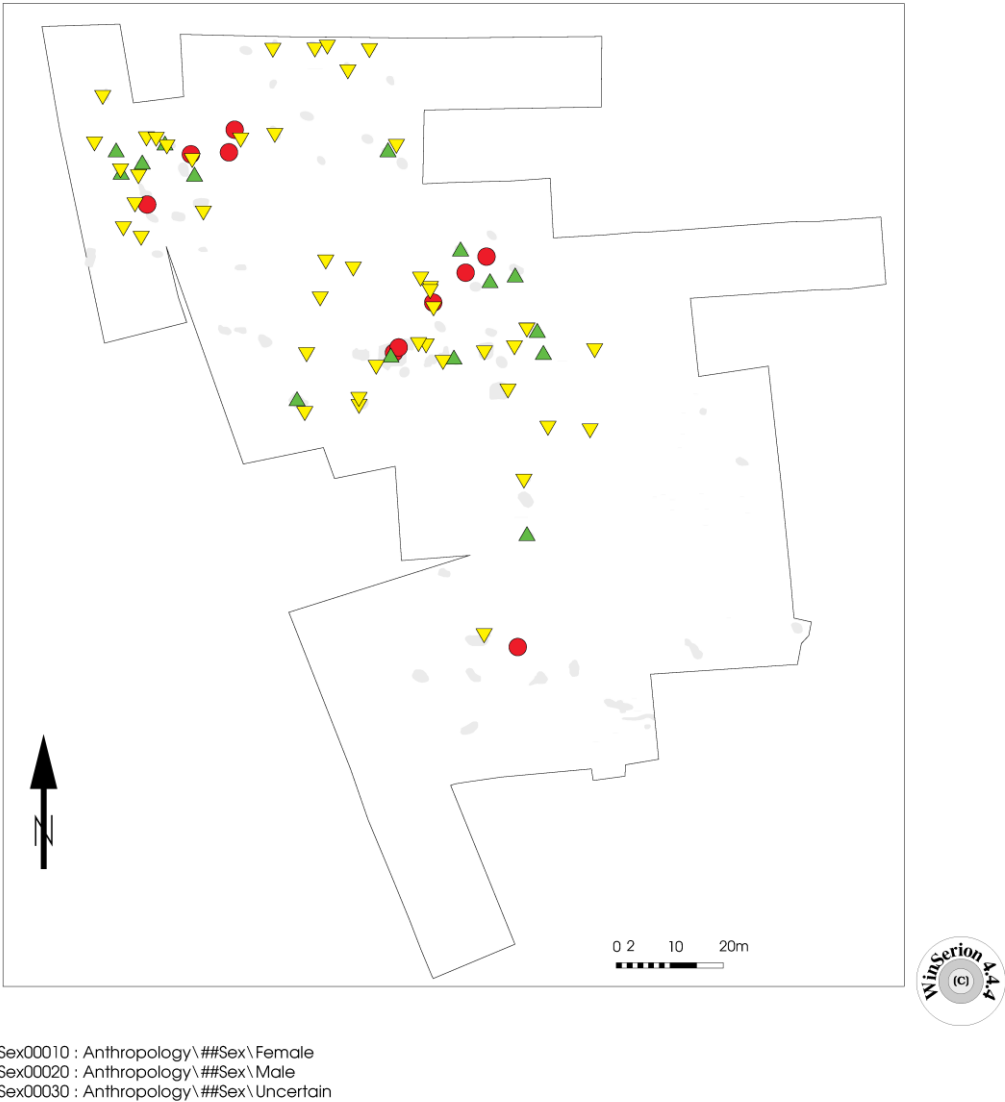 N
0 2 10 20m
WinSerion 4.4.4
(C)
Sex00010 : Anthropology\##Sex\Female
Sex00020 : Anthropology\##Sex\Male
Sex00030 : Anthropology\##Sex\Uncertain